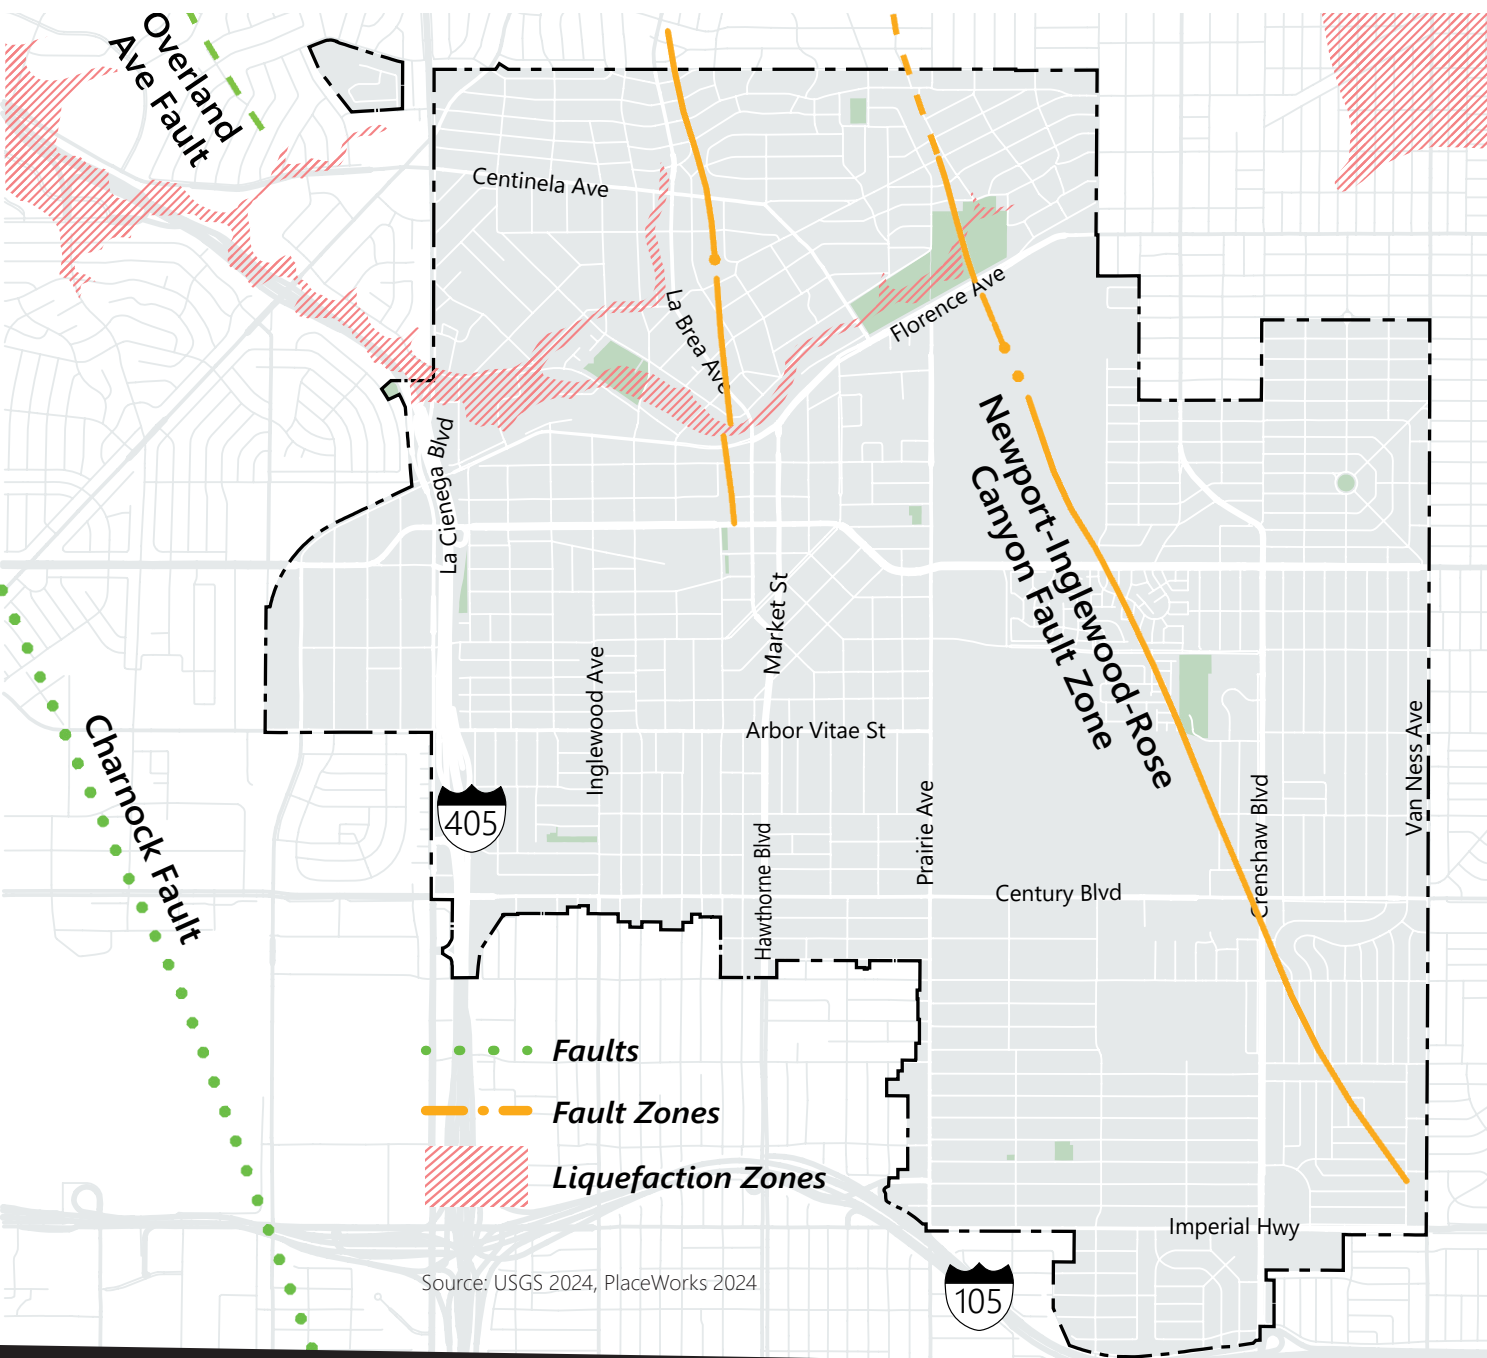 Overland
Ave Fault
Centinela Ave
La Brea Ave
Florence Ave
La Cienega Blvd
Newport-Inglewood-Rose
Canyon Fault Zone
Market St
Inglewood Ave
Arbor Vitae St
Charnock Fault
Van Ness Ave
405
Prairie Ave
Crenshaw Blvd
Hawthorne Blvd
Century Blvd
Faults
Fault Zones
Liquefaction Zones
Imperial Hwy
Source: USGS 2024, PlaceWorks 2024
105